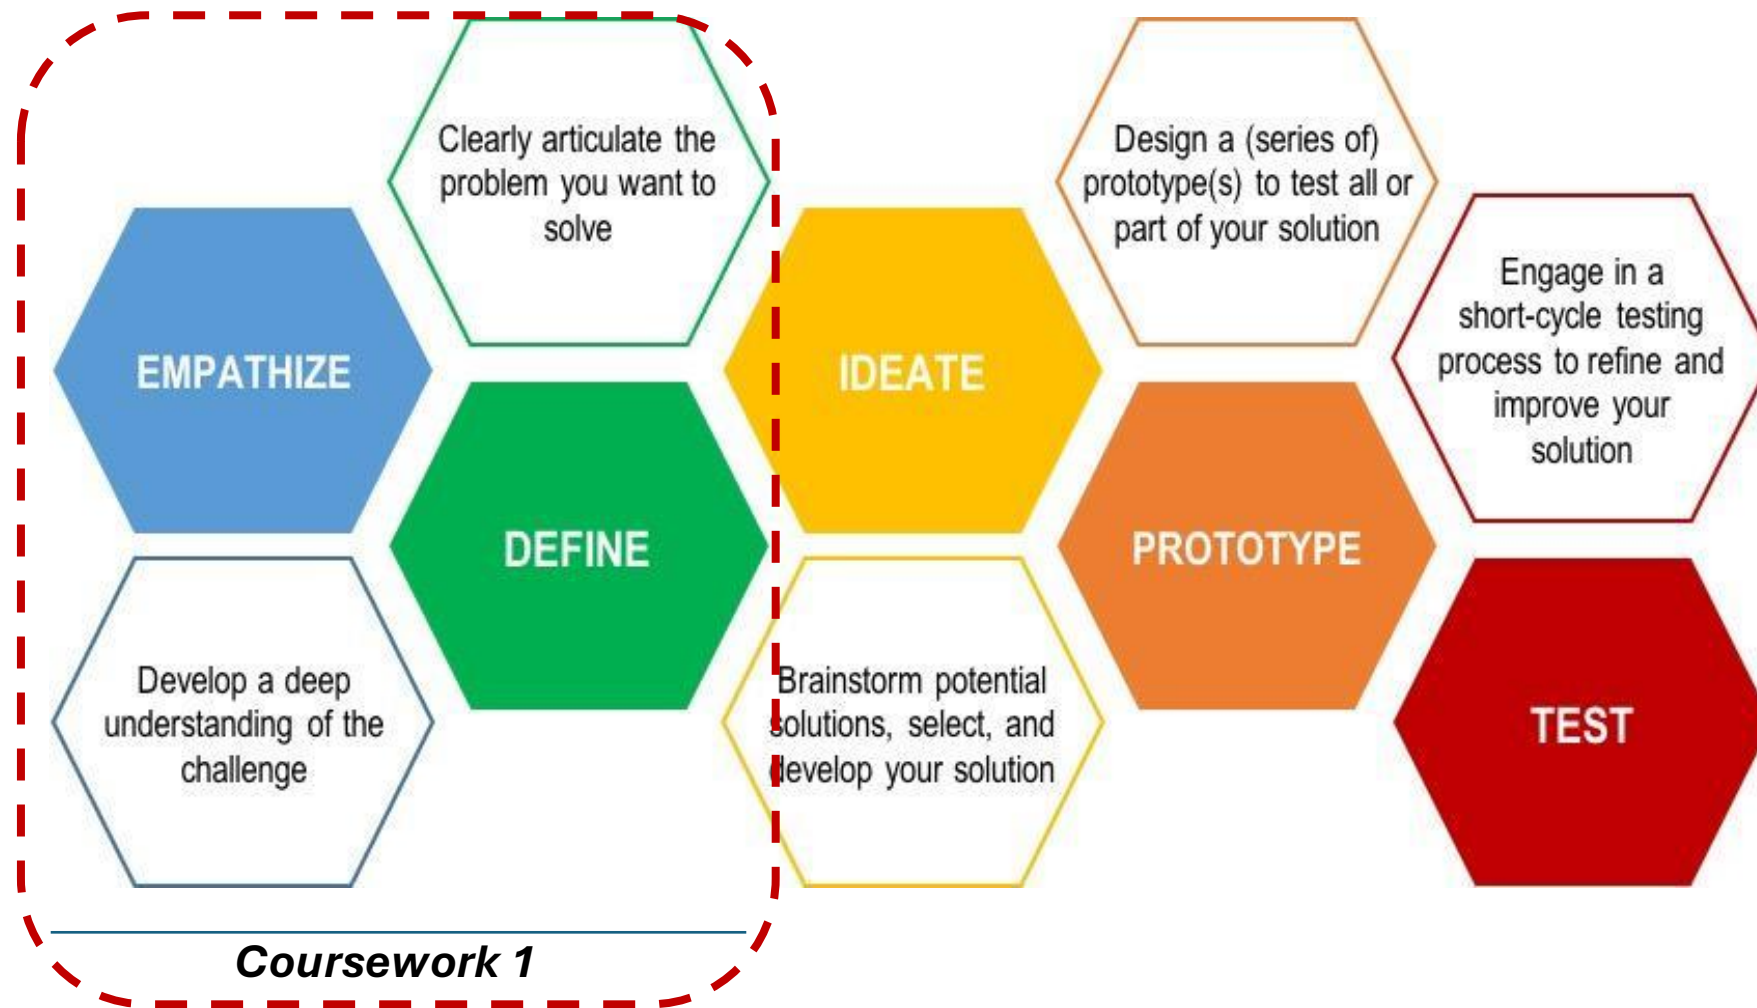 EMPATHIZE
Develop a deep
understanding of the
challenge
Clearly articulate the
problem you want to
solve
DEFINE
IDEATE
Brainstorm potential
solutions, select, and
develop your solution
Design a (series of)
prototype(s) to test all or
part of your solution
PROTOTYPE
Engage in a
short-cycle testing
process to refine and
improve your
solution
TEST
Coursework 1